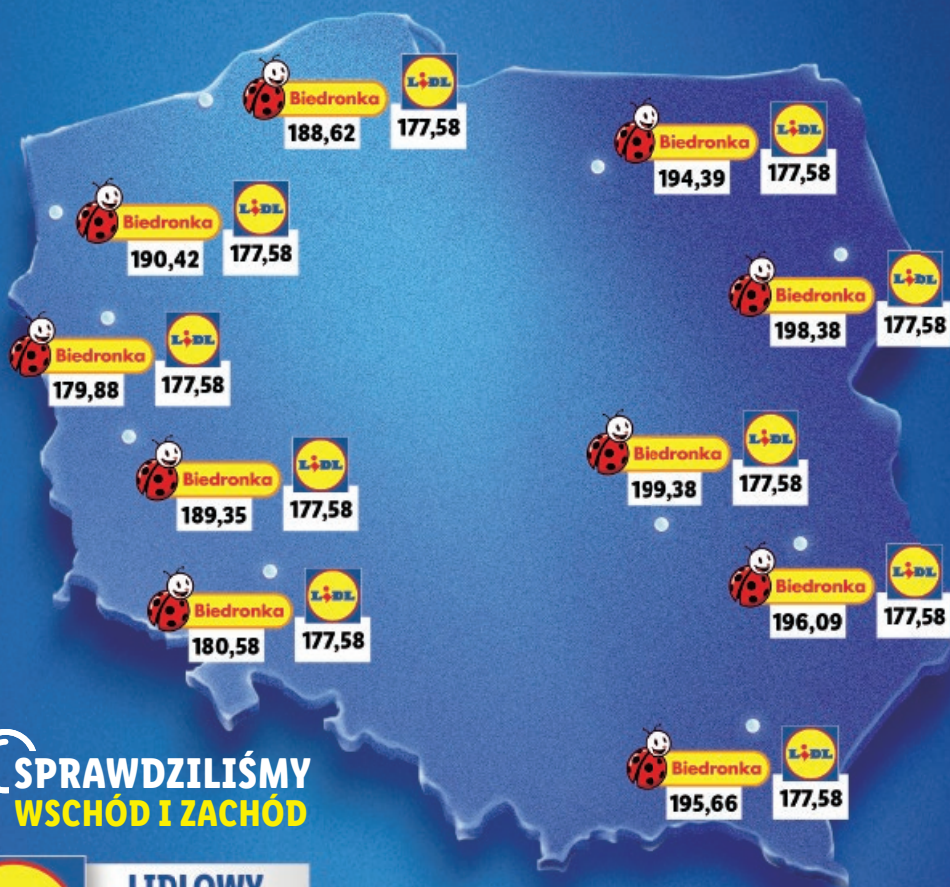 Biedronka LIDL
188,62 177,58
Biedronka LIDL
194,39 177,58
Biedronka LIDL
190,42 177,58
Biedronka LIDL
198,38 177,58
Biedronka LIDL
179,88 177,58
Biedronka LIDL
199,38 177,58
Biedronka LIDL
189,35 177,58
Biedronka LIDL
196,09 177,58
Biedronka LIDL
180,58 177,58
Biedronka LIDL
195,66 177,58
SPRAWDZILIŚMY
WSCHÓD I ZACHÓD
LIDLOWY